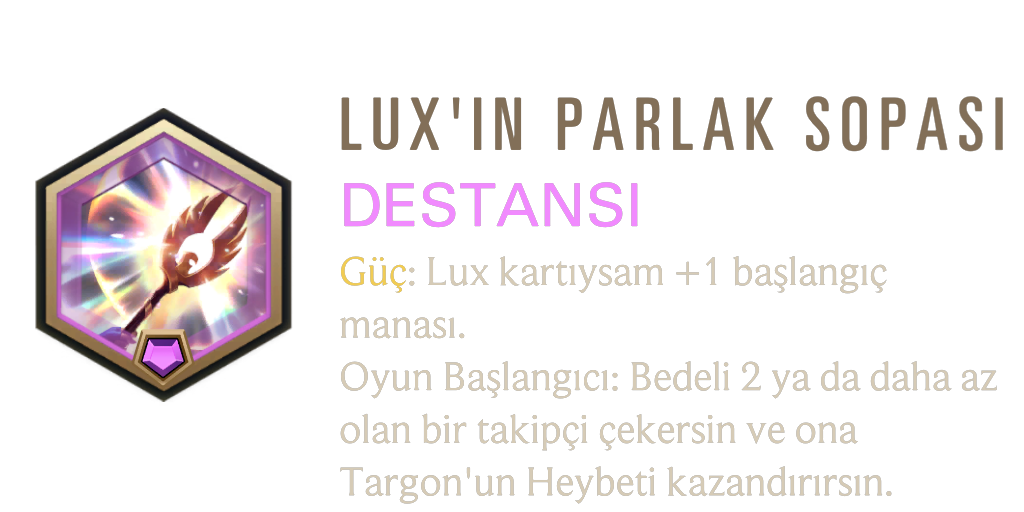 LUX'IN PARLAK SOPASI
DESTANSI
Güç: Lux kartıysam +1 başlangıç
manası.
Oyun Başlangıcı: Bedeli 2 ya da daha az
olan bir takipçi çekersin ve ona
Targon'un Heybeti kazandırırsın.